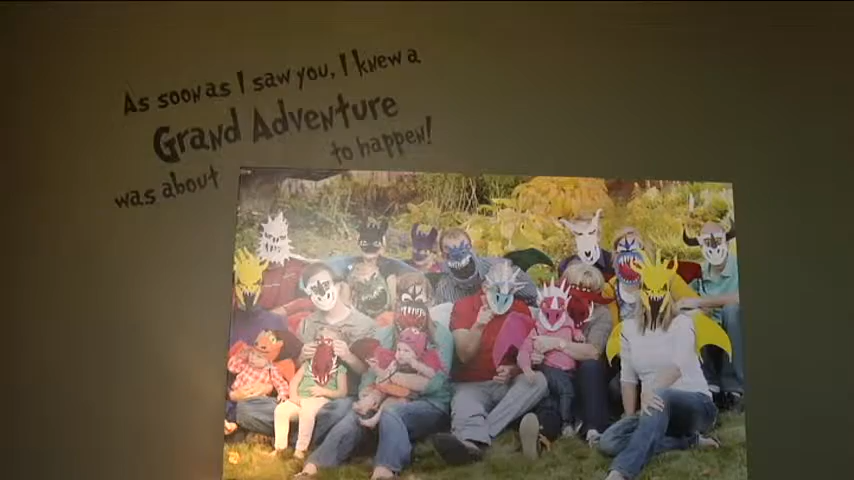 As soon as I saw you, I knew a
Grand Adventure
was about to happen!